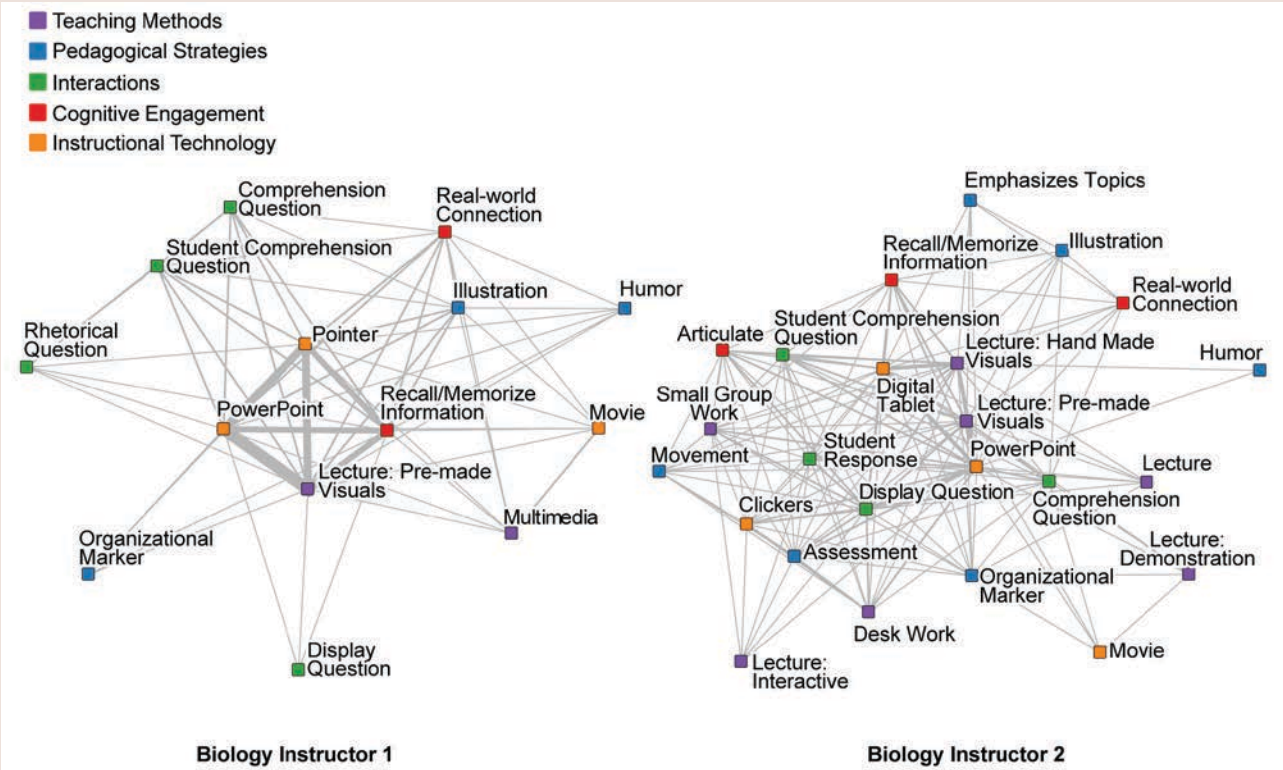 Teaching Methods
Pedagogical Strategies
Interactions
Cognitive Engagement
Instructional Technology
Comprehension
Question
Real-world
Connection
Student Comprehension
Question
Illustration
Humor
Rhetorical
Question
Pointer
PowerPoint
Recall/Memorize
Information
Movie
Lecture: Pre-made
Visuals
Multimedia
Organizational
Marker
Display
Question
Biology Instructor 1
Emphasizes Topics
Recall/Memorize
Information
Illustration
Real-world
Connection
Articulate
Student Comprehension
Question
Lecture: Hand Made
Visuals
Humor
Small Group
Work
Digital
Tablet
Lecture: Pre-made
Visuals
Movement
Student
Response
PowerPoint
Lecture
Clickers
Display Question
Comprehension
Question
Assessment
Lecture:
Demonstration
Organizational
Marker
Desk Work
Movie
Lecture:
Interactive
Biology Instructor 2